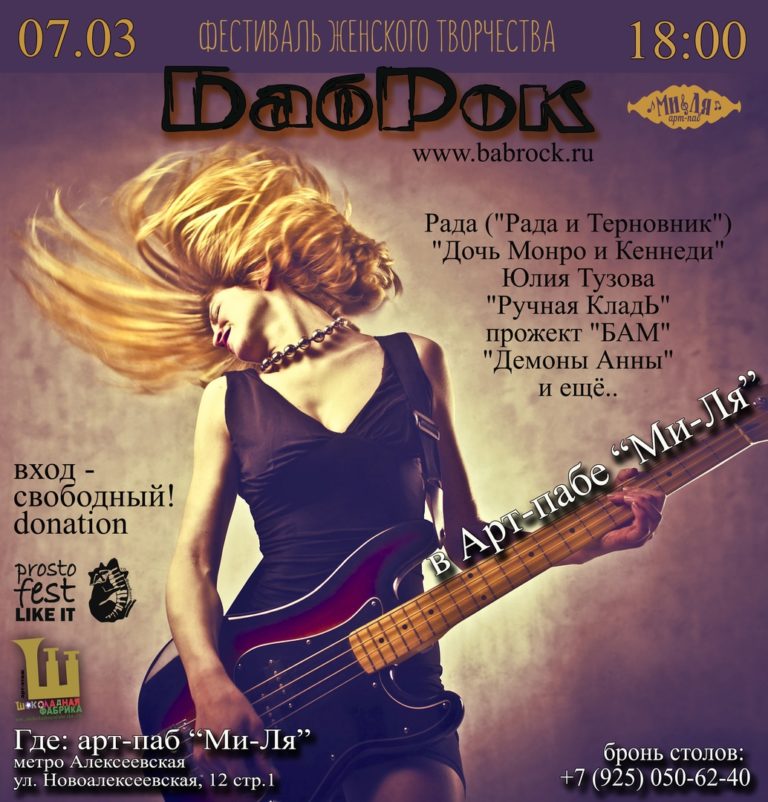 07.03
ФЕСТИВАЛЬ ЖЕНСКОГО ТВОРЧЕСТВА
18:00
БабРок
Ми Ля
арт-паб
www.babrock.ru
Рада ("Рада и Терновник")
"Дочь Монро и Кеннеди"
Юлия Тузова
"Ручная КладЬ"
прожект "БАМ"
"Демоны Анны"
и ещё..
в Арт-пабе “Ми-Ля”
вход -
свободный!
donation
prosto
fest
LIKE IT
Ш
Шоколадная
Фабрика
Где: арт-паб “Ми-Ля”
метро Алексеевская
ул. Новоалексеевская, 12 стр.1
бронь столов:
+7 (925) 050-62-40